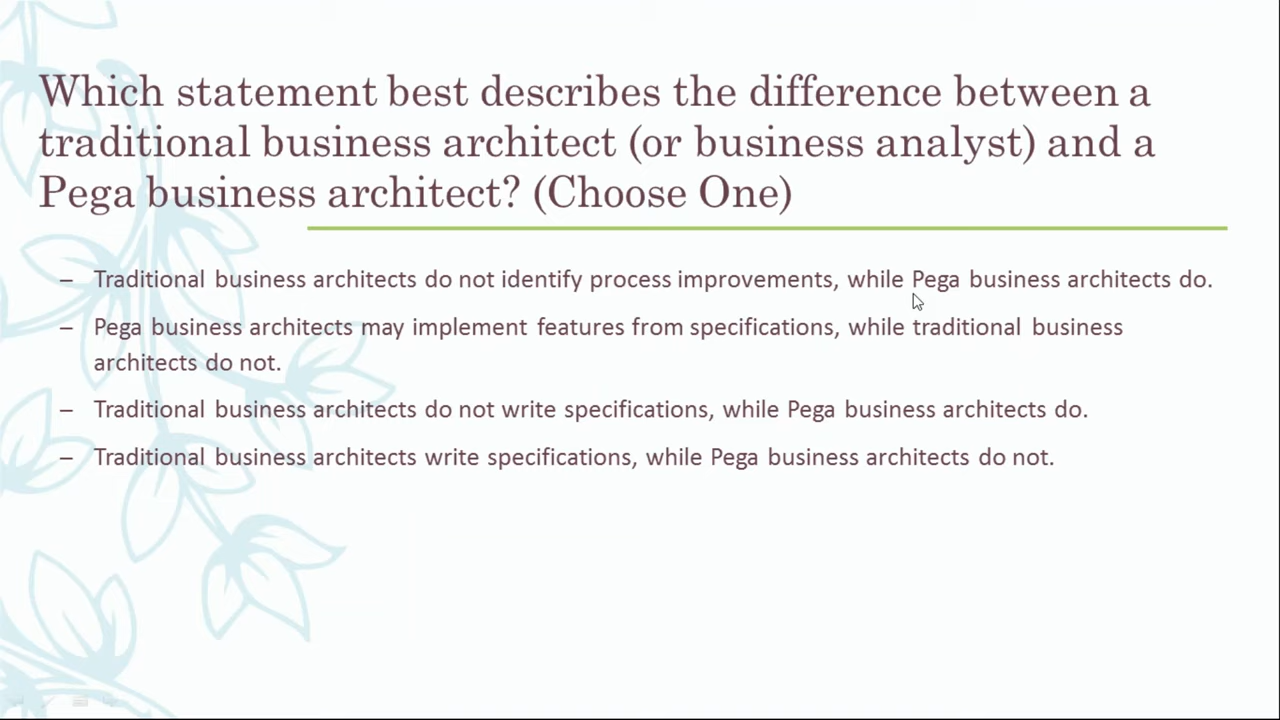 Which statement best describes the difference between a
traditional business architect (or business analyst) and a
Pega business architect? (Choose One)
– Traditional business architects do not identify process improvements, while Pega business architects do.
– Pega business architects may implement features from specifications, while traditional business
architects do not.
– Traditional business architects do not write specifications, while Pega business architects do.
– Traditional business architects write specifications, while Pega business architects do not.